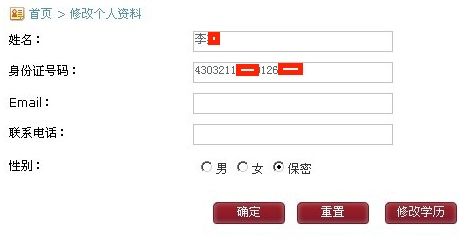 首页 > 修改个人资料
姓名：李
身份证号码：4303211 126
Email：
联系电话：
性别： 男 女 保密
确定 重置 修改学历